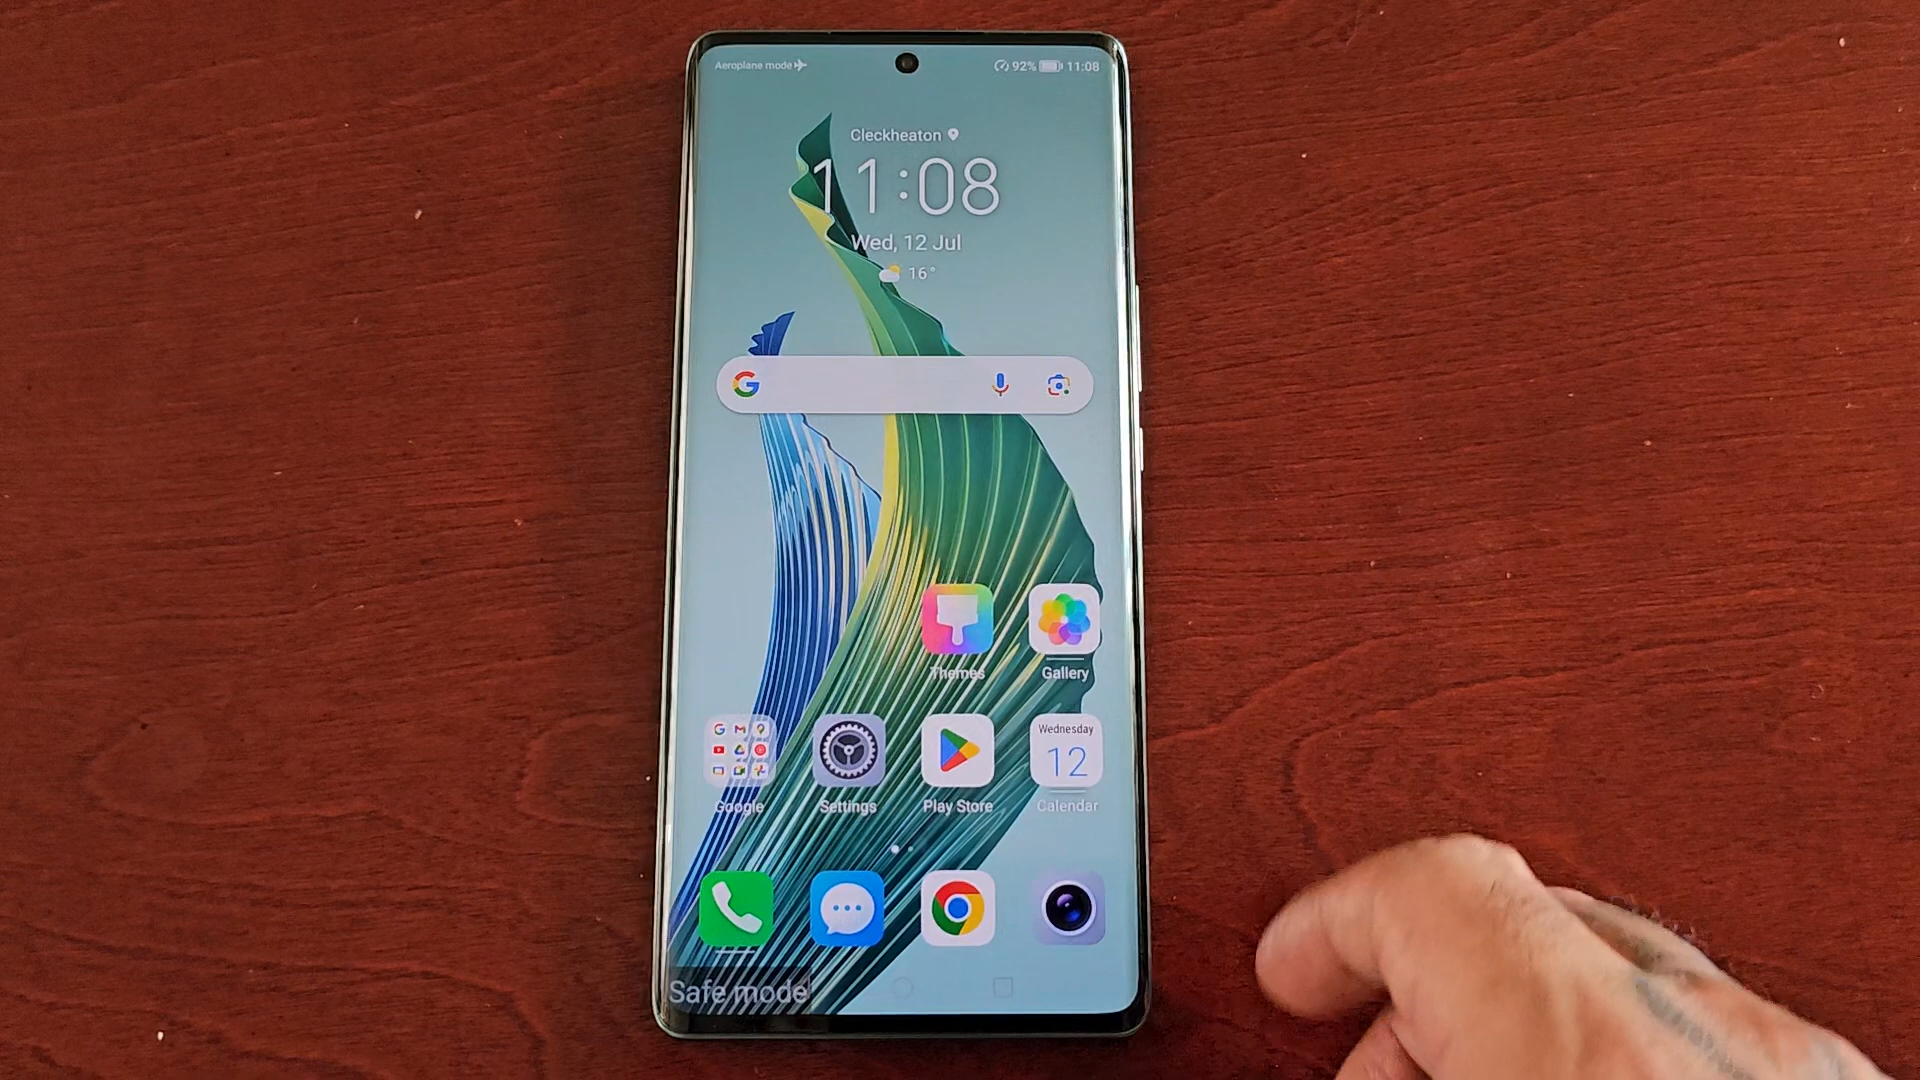 Aeroplane mode 92% 11:08
Cleckheaton
11:08
Wed, 12 Jul
16°
G
Themes Gallery
Wednesday
12
Google Settings Play Store Calendar
Safe mode